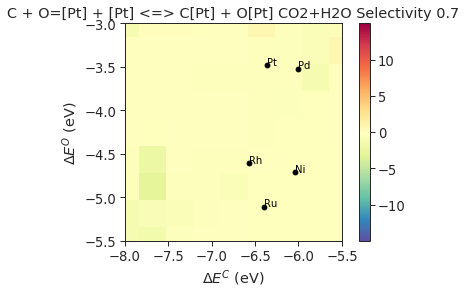 C + O=[Pt] + [Pt] <=> C[Pt] + O[Pt] CO2+H2O Selectivity 0.7
−3.0
−3.5
−4.0
−4.5
−5.0
−5.5
ΔE^O (eV)
Pt
Pd
Rh
Ni
Ru
−8.0 −7.5 −7.0 −6.5 −6.0 −5.5
ΔE^C (eV)
10
5
0
−5
−10